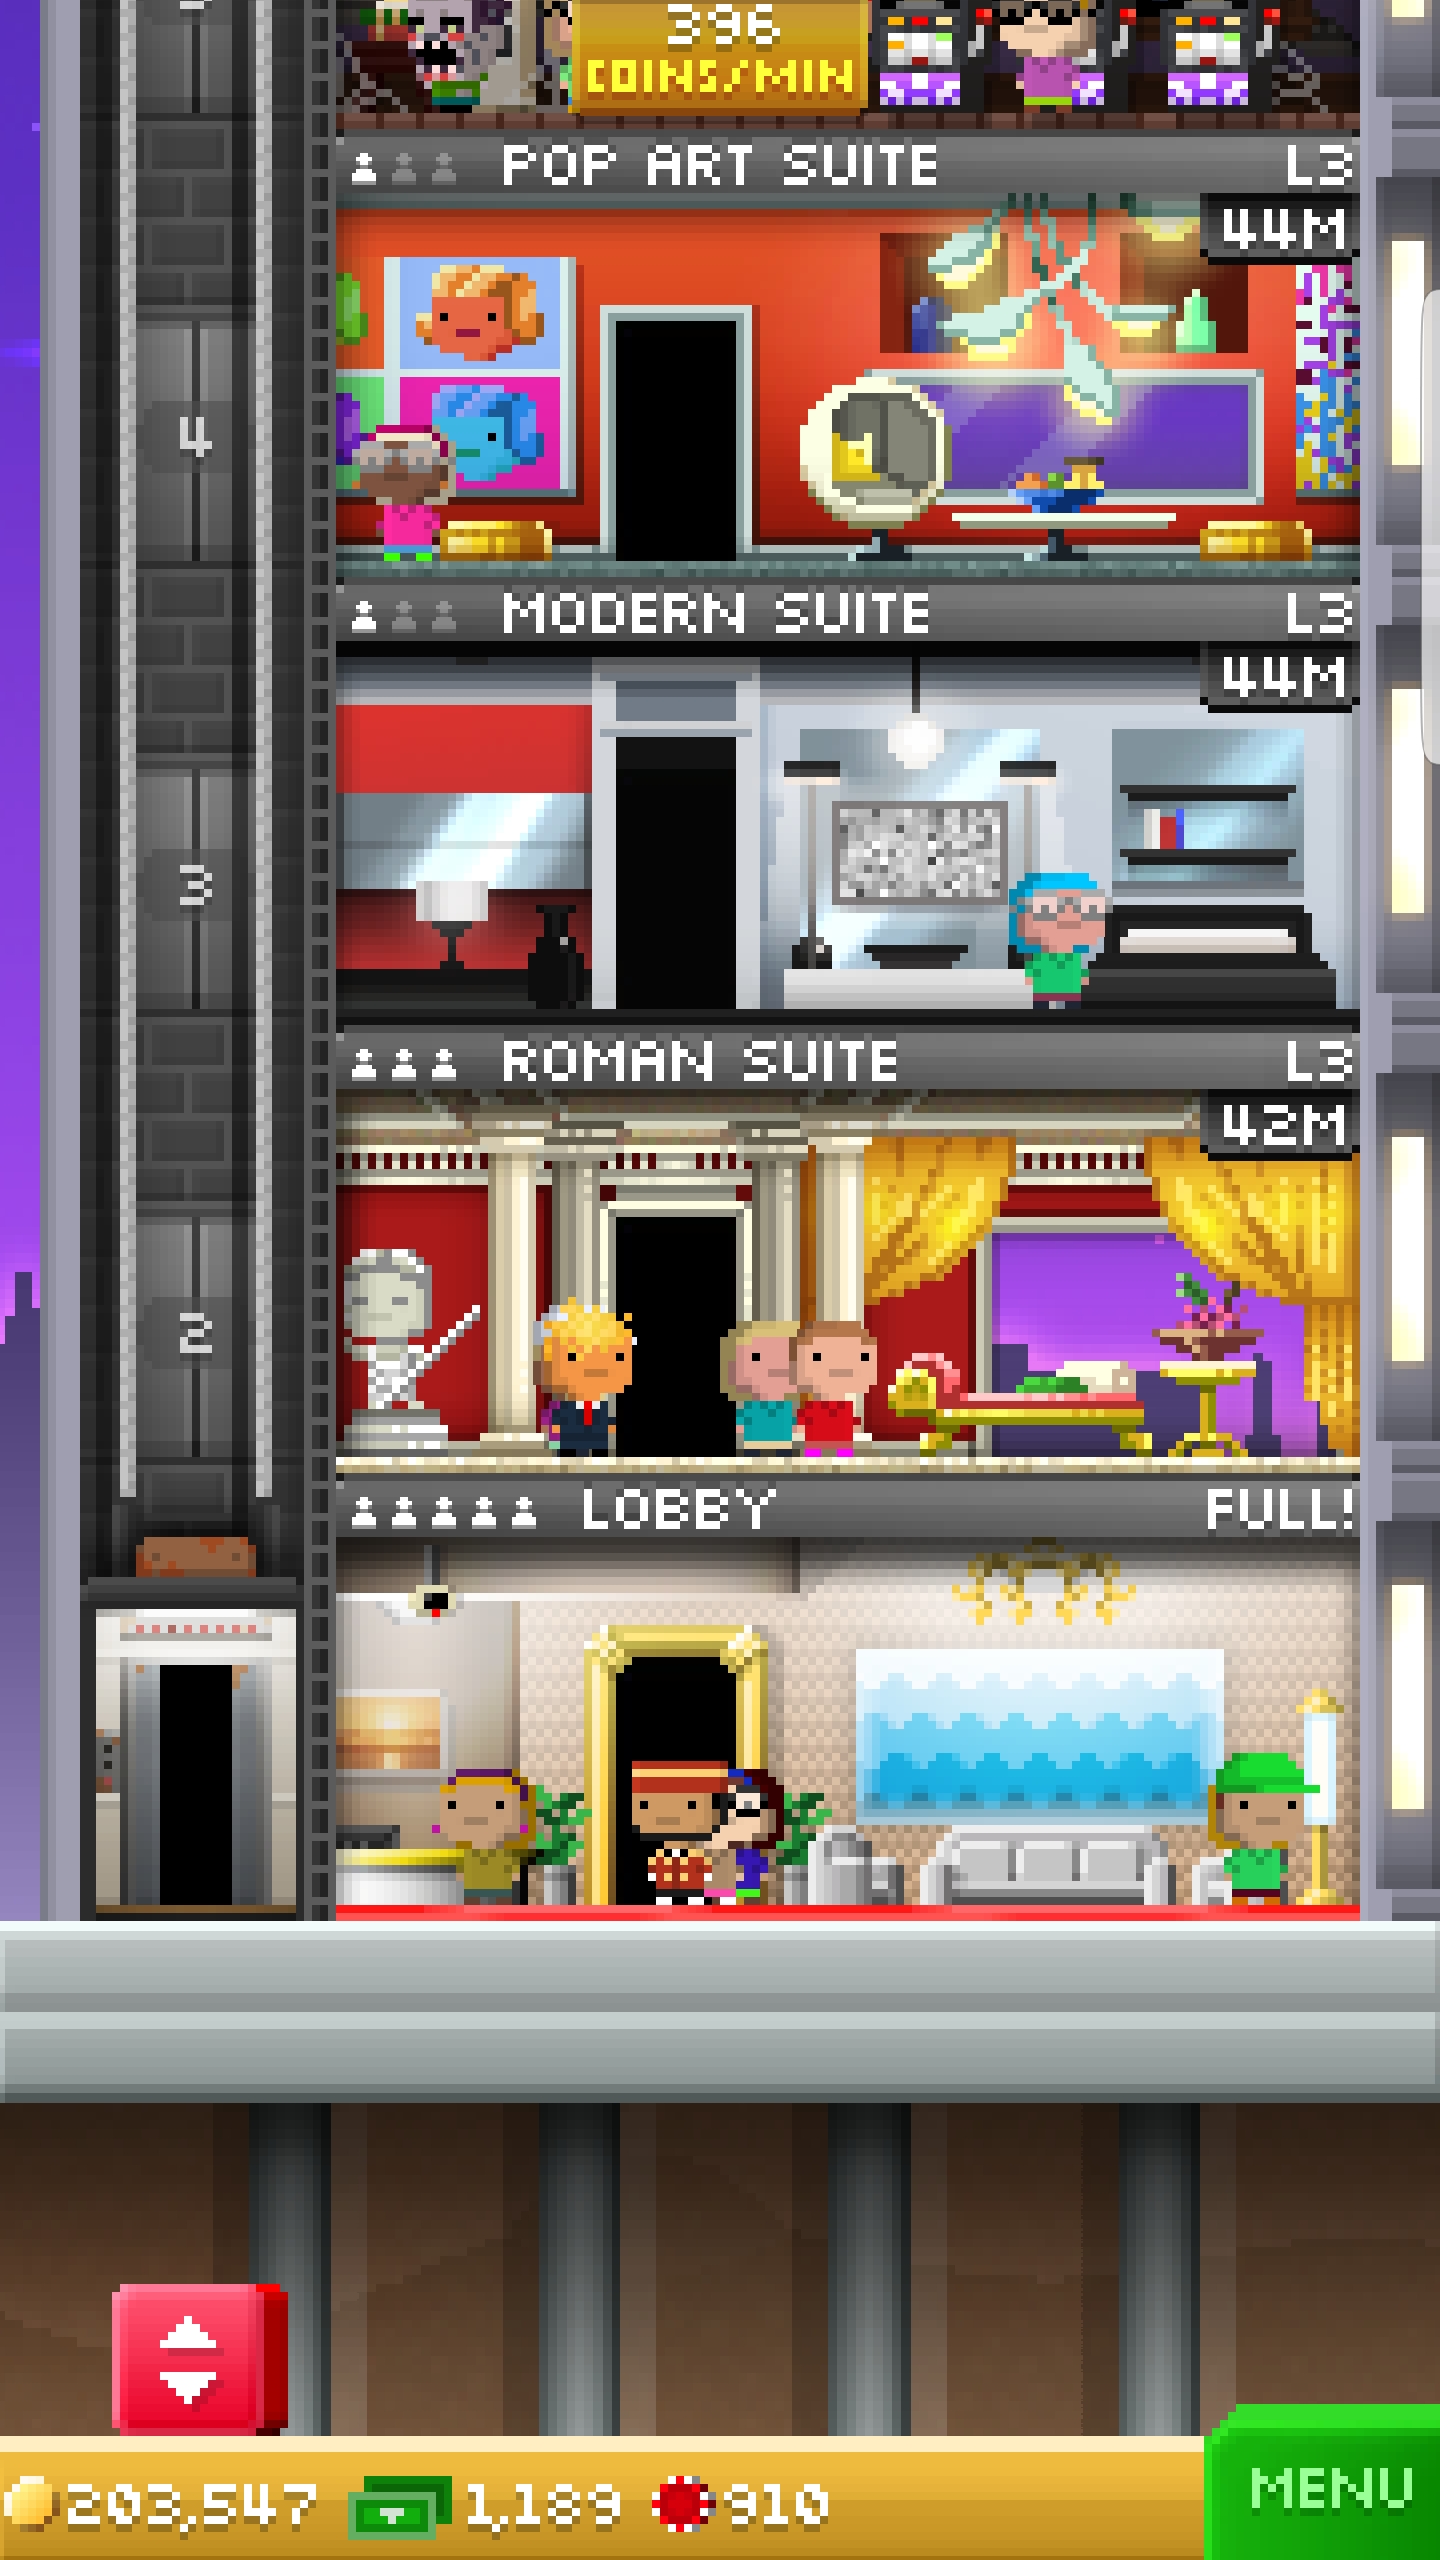 396
COINS/MIN
POP ART SUITE L3
44M
4
MODERN SUITE L3
44M
3
ROMAN SUITE L3
42M
2
LOBBY FULL!
203,547 1,189 910
MENU